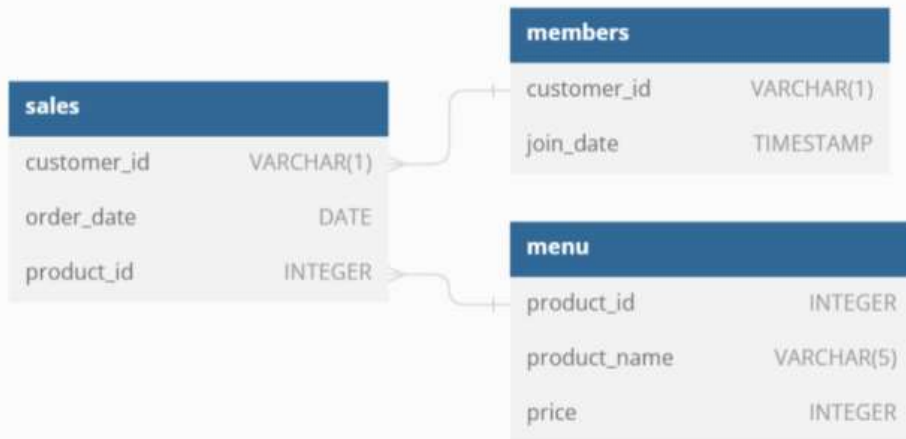 sales
customer_id VARCHAR(1)
order_date DATE
product_id INTEGER
members
customer_id VARCHAR(1)
join_date TIMESTAMP
menu
product_id INTEGER
product_name VARCHAR(5)
price INTEGER